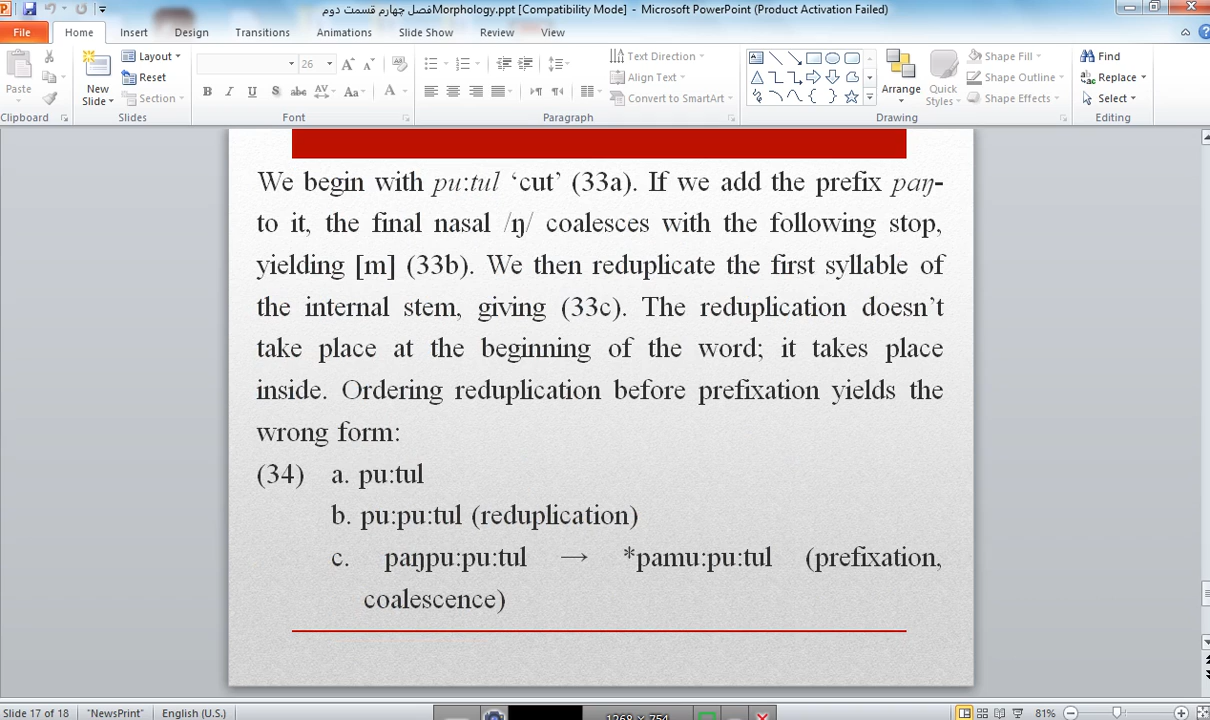 فصل چهارم قسمت دومMorphology.ppt [Compatibility Mode] - Microsoft PowerPoint (Product Activation Failed)
File Home Insert Design Transitions Animations Slide Show Review View
Paste
New Slide
Layout
Reset
Section
26
Text Direction
Align Text
Convert to SmartArt
Arrange
Quick Styles
Shape Fill
Shape Outline
Shape Effects
Find
Replace
Select
Clipboard Slides Font Paragraph Drawing Editing
We begin with pu:tul ‘cut’ (33a). If we add the prefix paŋ-
to it, the final nasal /ŋ/ coalesces with the following stop,
yielding [m] (33b). We then reduplicate the first syllable of
the internal stem, giving (33c). The reduplication doesn’t
take place at the beginning of the word; it takes place
inside. Ordering reduplication before prefixation yields the
wrong form:
(34) a. pu:tul
b. pu:pu:tul (reduplication)
c. paŋpu:pu:tul → *pamu:pu:tul (prefixation,
coalescence)
Slide 17 of 18 "NewsPrint" English (U.S.) 1268 × 754 81%